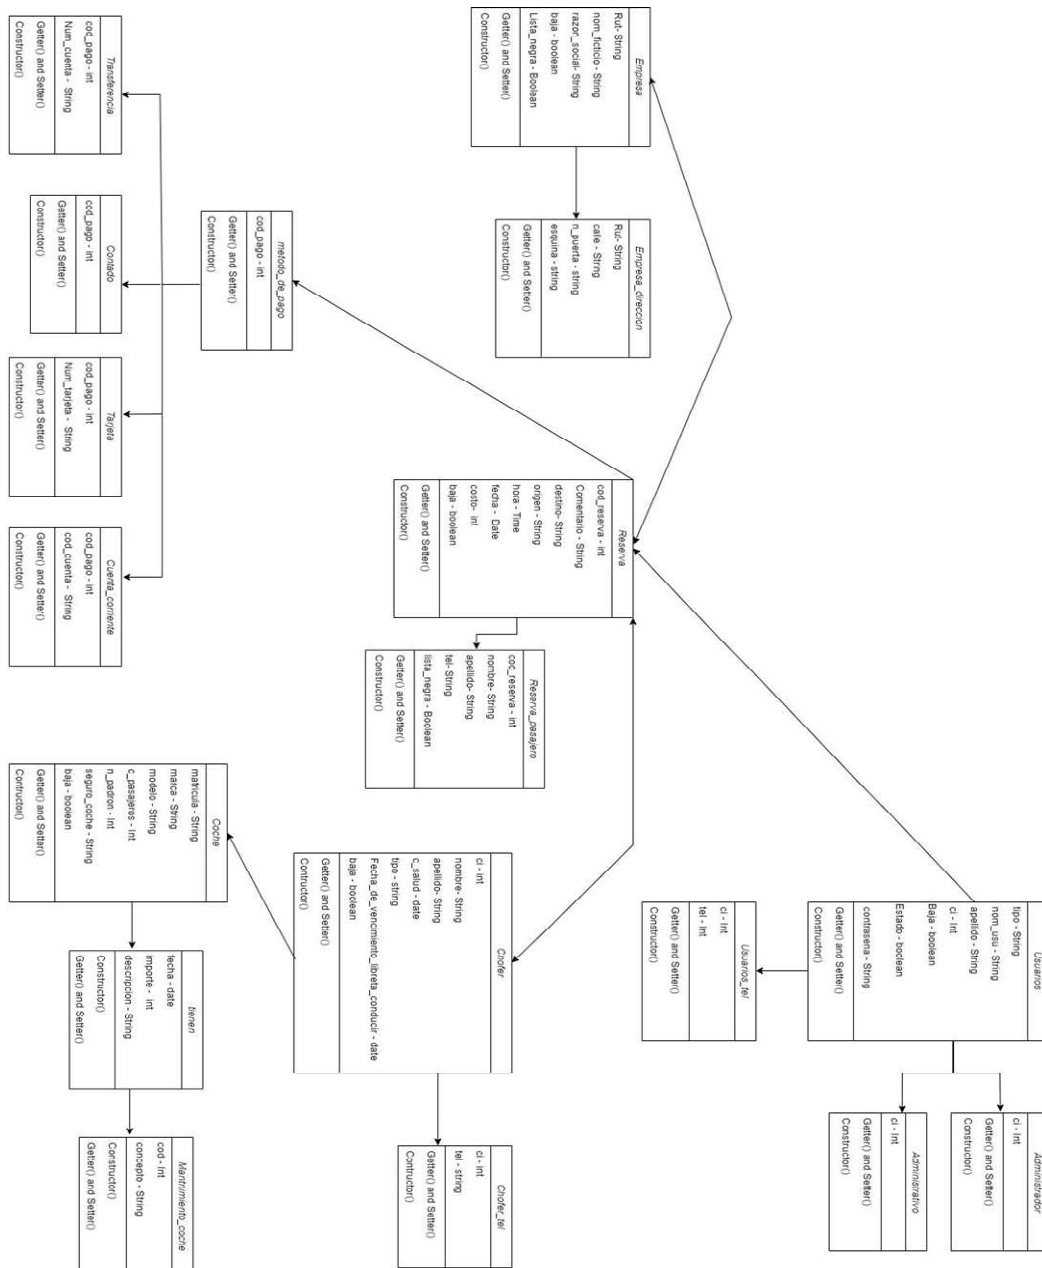 Usuarios
tipo - String
nom_usu - String
apellido - String
ci - Int
Baja - boolean
Estado - boolean
contrasena - String
Getter() and Setter()
Constructor()
Administrador
ci - Int
Getter() and Setter()
Constructor()
Administrativo
ci - Int
Getter() and Setter()
Constructor()
Usuarios_tel
ci - Int
tel - Int
Getter() and Setter()
Constructor()
Empresa
Rut- String
nom_ficticio - String
razor_social- String
baja - boolean
Lista_negra - Boolean
Getter() and Setter()
Constructor()
Empresa_direccion
Rut- String
calle - String
n_puerta - string
esquina - string
Getter() and Setter()
Constructor()
Reserva
cod_reserva - int
Comentario - String
destino- String
origen - String
hora - Time
fecha - Date
costo- int
baja - boolean
Getter() and Setter()
Constructor()
Reserva_pasajero
cod_reserva - int
nombre- String
apellido- String
tel- String
lista_negra - Boolean
Getter() and Setter()
Constructor()
Chofer
ci - int
nombre- String
apellido- String
c_salud - date
tipo - string
Fecha_de_vencimiento_libreta_conducir - date
baja - boolean
Getter() and Setter()
Contructor()
Chofer_tel
ci - int
tel - string
Getter() and Setter()
Contructor()
metodo_de_pago
cod_pago - int
Getter() and Setter()
Constructor()
Transferencia
cod_pago - int
Num_cuenta - String
Getter() and Setter()
Constructor()
Contado
cod_pago - int
Getter() and Setter()
Constructor()
Tarjeta
cod_pago - int
Num_tarjeta - String
Getter() and Setter()
Constructor()
Cuenta_corriente
cod_pago - int
cod_cuenta - String
Getter() and Setter()
Constructor()
Coche
matricula - String
marca - String
modelo - String
c_pasajeros - Int
n_padron - Int
seguro_coche - String
baja - boolean
Getter() and Setter()
Contructor()
tienen
fecha - date
importe - int
descripcion - String
Constructor()
Getter() and Setter()
cod - Int
concepto - String
Constructor()
Getter() and Setter()